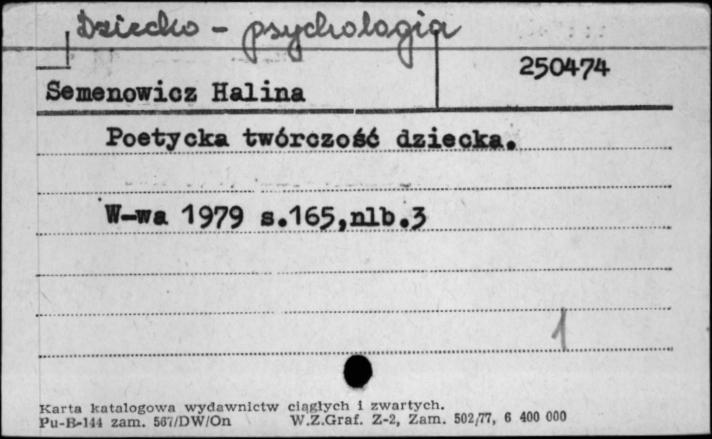 Dziecko - psychologia
250474
Semenowicz Halina
Poetycka twórczość dziecka.
W-wa 1979 s.165,nlb.3
1
Karta katalogowa wydawnictw ciągłych i zwartych.
Pu-B-144 zam. 567/DW/On W.Z.Graf. Z-2, Zam. 502/77, 6 400 000